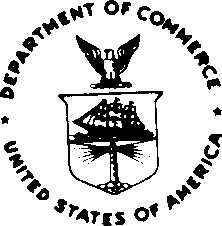 DEPARTMENT OF COMMERCE
UNITED STATES OF AMERICA